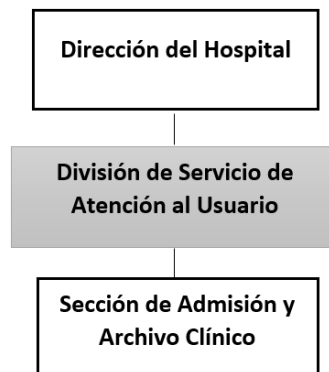 Dirección del Hospital
División de Servicio de
Atención al Usuario
Sección de Admisión y
Archivo Clínico